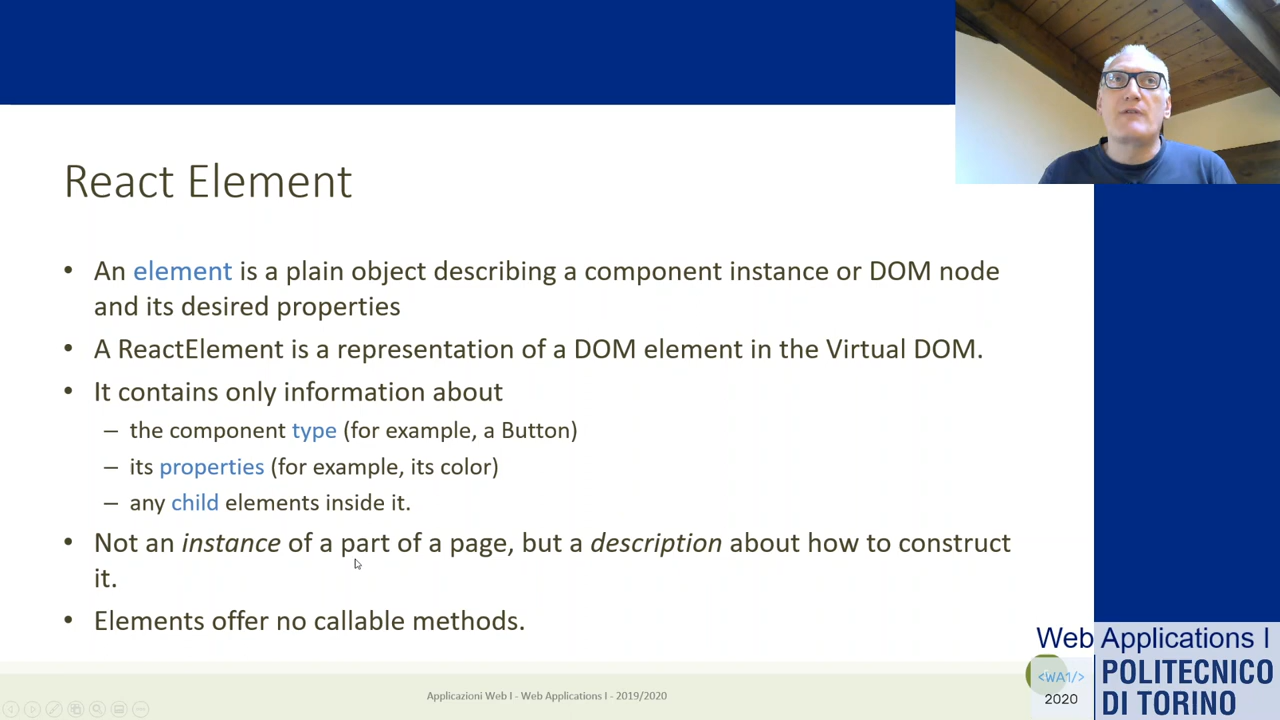 React Element
• An element is a plain object describing a component instance or DOM node
and its desired properties
• A ReactElement is a representation of a DOM element in the Virtual DOM.
• It contains only information about
– the component type (for example, a Button)
– its properties (for example, its color)
– any child elements inside it.
• Not an instance of a part of a page, but a description about how to construct
it.
• Elements offer no callable methods.
Applicazioni Web I - Web Applications I - 2019/2020
Web Applications I
<WA1/>
2020
POLITECNICO
DI TORINO